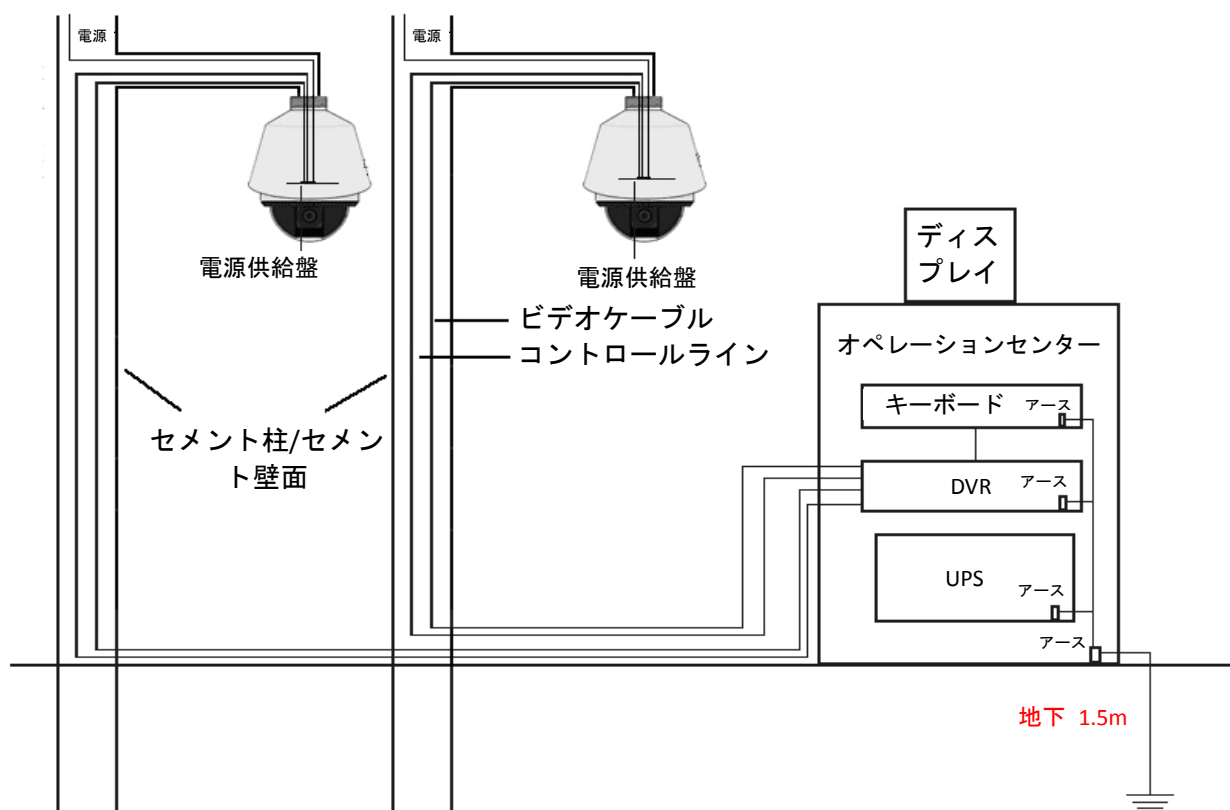 電源
電源
電源供給盤
電源供給盤
ビデオケーブル
コントロールライン
セメント柱/セメン
ト壁面
ディス
プレイ
オペレーションセンター
キーボード アース
DVR アース
UPS アース
アース
地下 1.5m